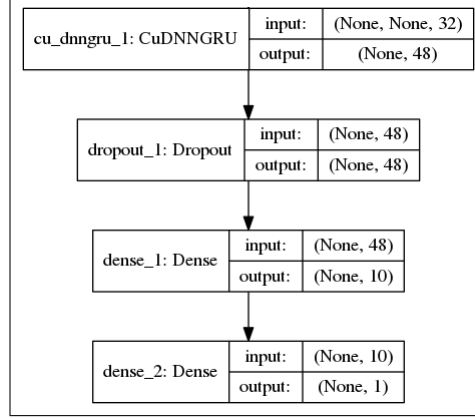 cu_dnngru_1: CuDNNGRU input: (None, None, 32)
output: (None, 48)
dropout_1: Dropout input: (None, 48)
output: (None, 48)
dense_1: Dense input: (None, 48)
output: (None, 10)
dense_2: Dense input: (None, 10)
output: (None, 1)